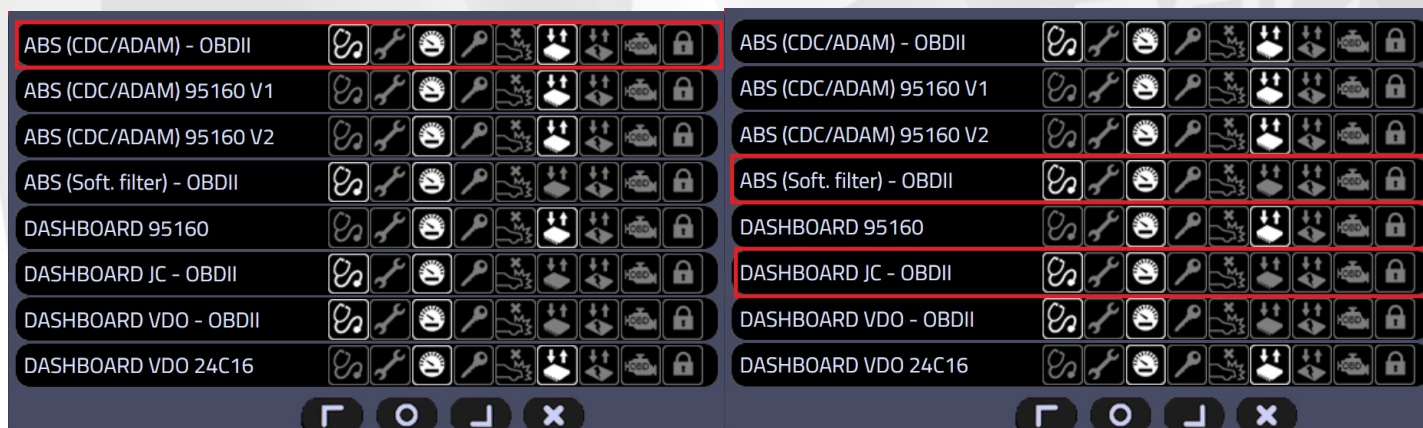 ABS (CDC/ADAM) - OBDII
ABS (CDC/ADAM) 95160 V1
ABS (CDC/ADAM) 95160 V2
ABS (Soft. filter) - OBDII
DASHBOARD 95160
DASHBOARD JC - OBDII
DASHBOARD VDO - OBDII
DASHBOARD VDO 24C16
ABS (CDC/ADAM) - OBDII
ABS (CDC/ADAM) 95160 V1
ABS (CDC/ADAM) 95160 V2
ABS (Soft. filter) - OBDII
DASHBOARD 95160
DASHBOARD JC - OBDII
DASHBOARD VDO - OBDII
DASHBOARD VDO 24C16